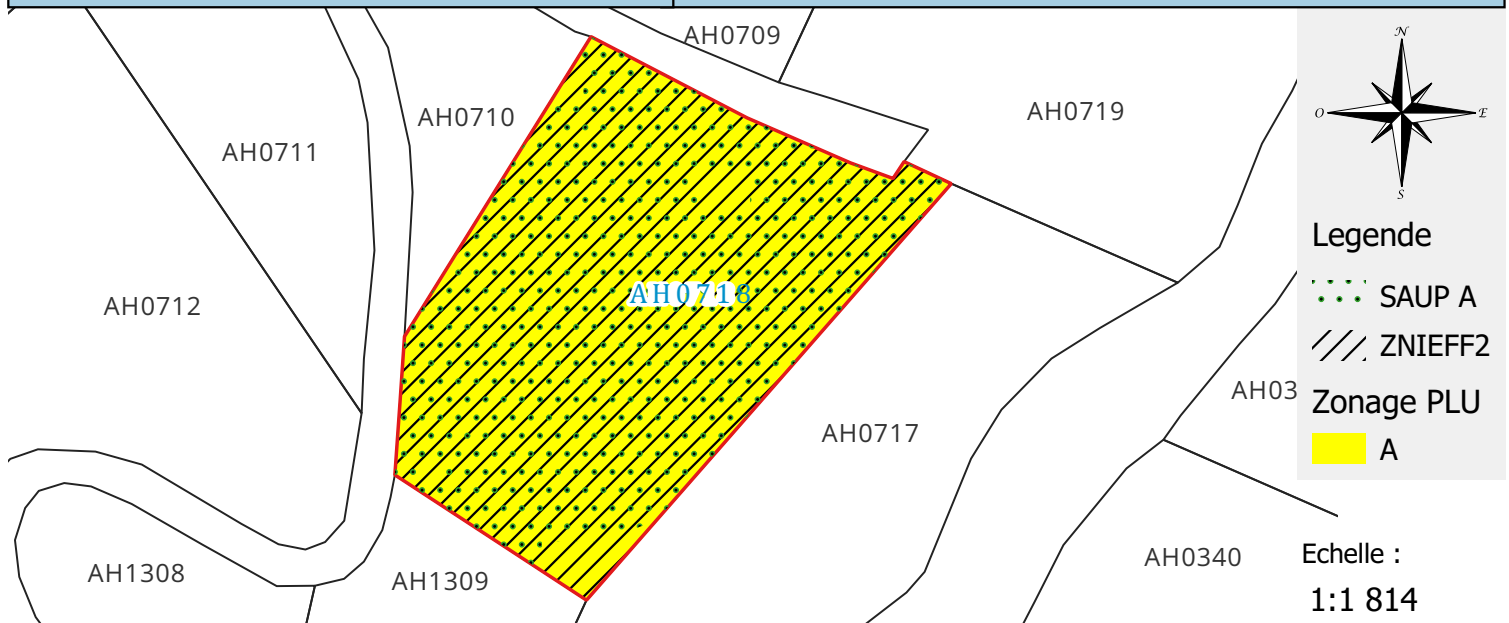 AH0709
N
AH0710
AH0719
O
E
AH0711
S
Legende
AH0718
SAUP A
AH0712
ZNIEFF2
AH03
Zonage PLU
AH0717
A
Echelle :
AH0340
AH1308
AH1309
1:1 814